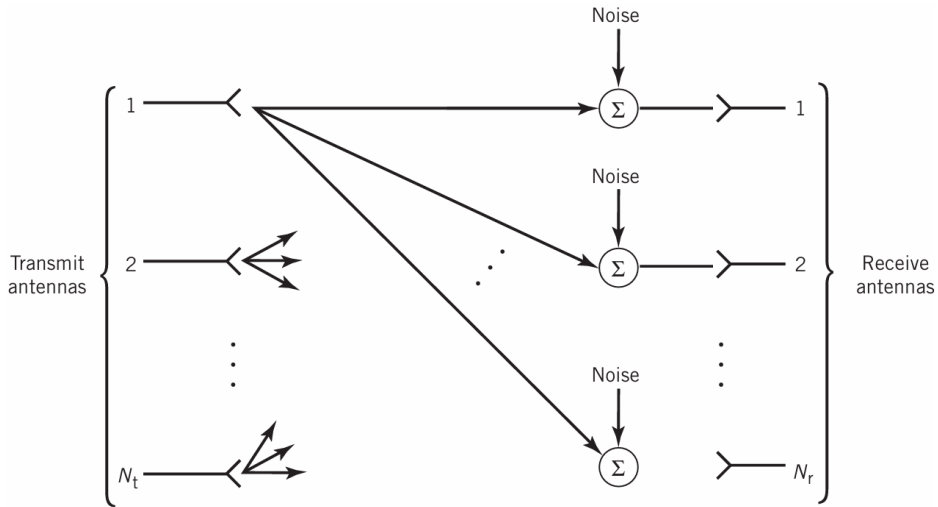 Noise
1
Σ
1
Noise
Transmit
antennas
2
Σ
2
Receive
antennas
Noise
Nt
Σ
Nr